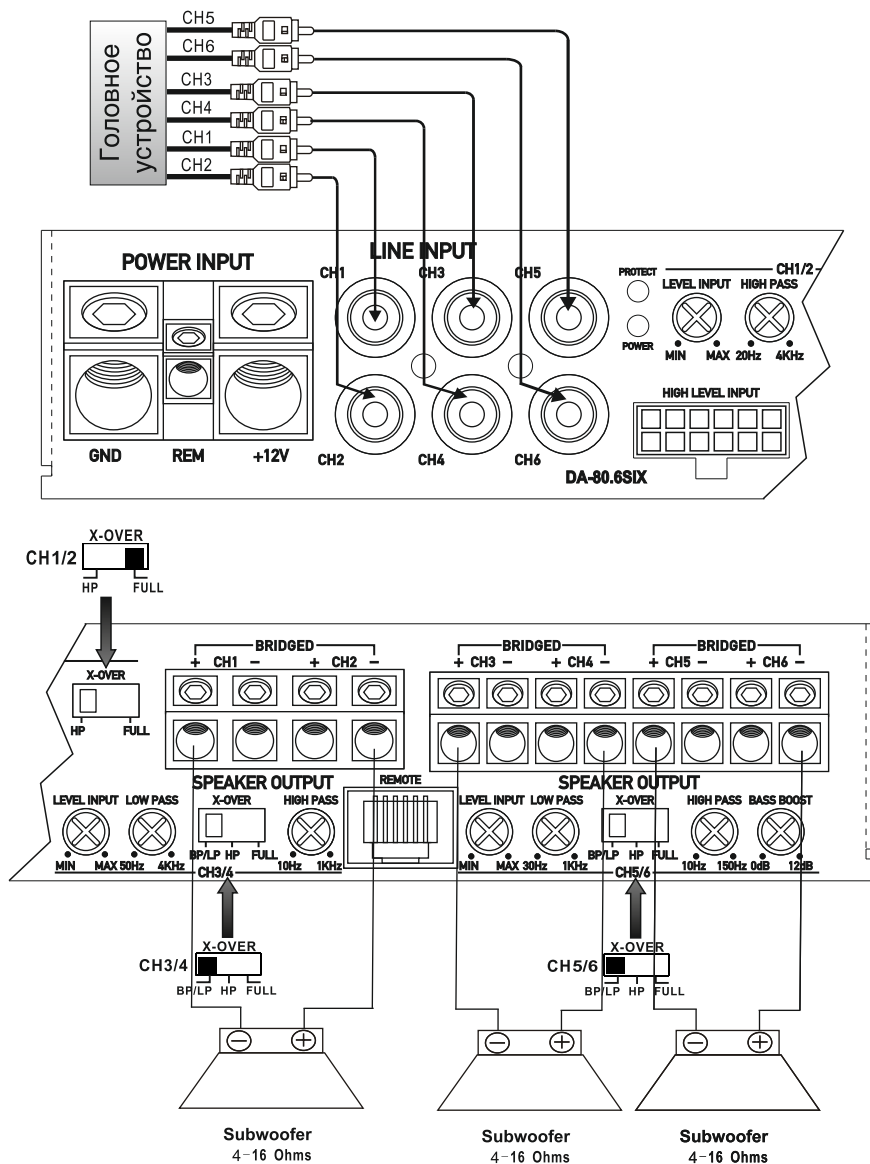 CH5
CH6
CH3
CH4
CH1
CH2
Головное
устройство
POWER INPUT
LINE INPUT
CH1
CH3
CH5
PROTECT
CH1/2
LEVEL INPUT
HIGH PASS
POWER
MIN
MAX
20Hz
4KHz
HIGH LEVEL INPUT
GND
REM
+12V
CH2
CH4
CH6
DA-80.6SIX
X-OVER
CH1/2
HP
FULL
BRIDGED
BRIDGED
BRIDGED
+ CH1 − + CH2 −
+ CH3 − + CH4 − + CH5 − + CH6 −
X-OVER
HP
FULL
SPEAKER OUTPUT
REMOTE
SPEAKER OUTPUT
LEVEL INPUT
LOW PASS
X-OVER
HIGH PASS
LEVEL INPUT
LOW PASS
X-OVER
HIGH PASS
BASS BOOST
MIN
MAX
50Hz
4KHz
BP/LP HP FULL
10Hz
1KHz
MIN
MAX
30Hz
1KHz
BP/LP HP FULL
10Hz
150Hz
0dB
12dB
CH3/4
CH5/6
X-OVER
CH3/4
BP/LP HP FULL
X-OVER
CH5/6
BP/LP HP FULL
− +
− +
− +
Subwoofer
4-16 Ohms
Subwoofer
4-16 Ohms
Subwoofer
4-16 Ohms